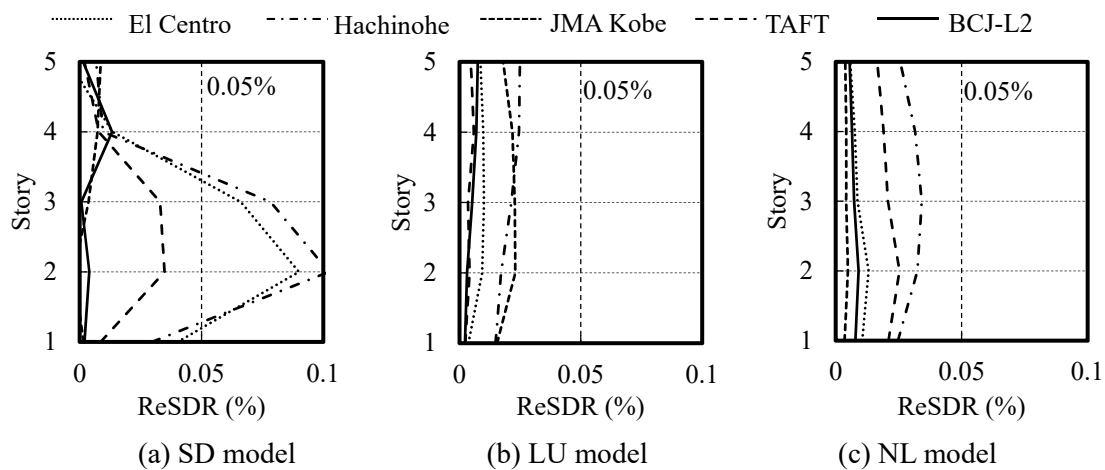 El Centro Hachinohe JMA Kobe TAFT BCJ-L2
5 5 5
0.05% 0.05% 0.05%
4 4 4
Story 3 Story 3 Story 3
2 2 2
1 1 1
0 0.05 0.1 0 0.05 0.1 0 0.05 0.1
ReSDR (%) ReSDR (%) ReSDR (%)
(a) SD model (b) LU model (c) NL model